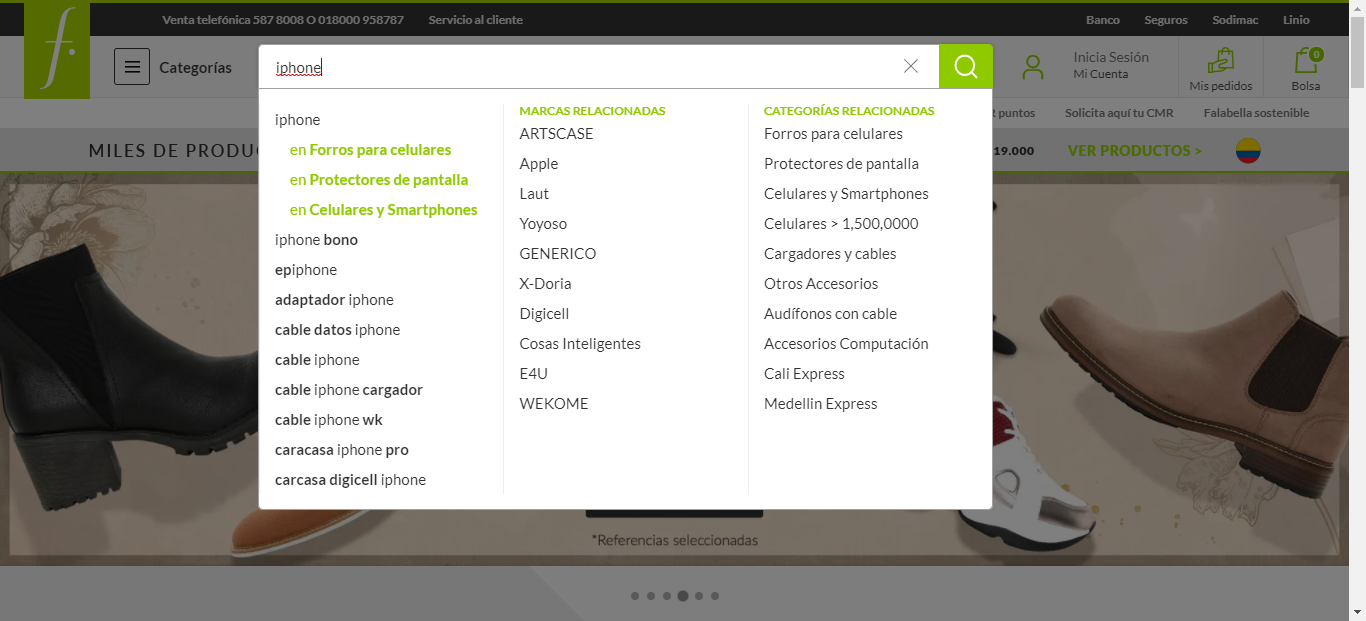 Venta telefónica 587 8008 O 018000 958787 Servicio al cliente Banco Seguros Sodimac Linio
f.
Categorías
iphone
Inicia Sesión
Mi Cuenta
Mis pedidos
0
Bolsa
puntos Solicita aquí tu CMR Falabella sostenible
MILES DE
19.000 VER PRODUCTOS >
iphone
en Forros para celulares
en Protectores de pantalla
en Celulares y Smartphones
iphone bono
epiphone
adaptador iphone
cable datos iphone
cable iphone
cable iphone cargador
cable iphone wk
caracasa iphone pro
carcasa digicell iphone
MARCAS RELACIONADAS
ARTSCASE
Apple
Laut
Yoyoso
GENERICO
X-Doria
Digicell
Cosas Inteligentes
E4U
WEKOME
CATEGORÍAS RELACIONADAS
Forros para celulares
Protectores de pantalla
Celulares y Smartphones
Celulares > 1,500,0000
Cargadores y cables
Otros Accesorios
Audífonos con cable
Accesorios Computación
Cali Express
Medellin Express
*Referencias seleccionadas